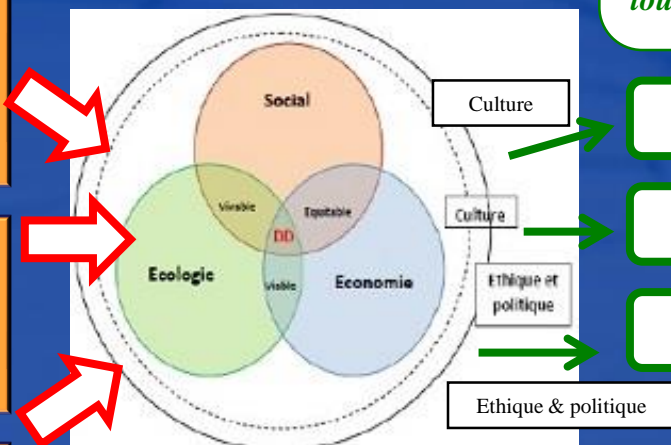 Social
Culture
Vivable
Equitable
Culture
DD
Ecologie
viable
Economie
Ethique et
politique
Ethique & politique